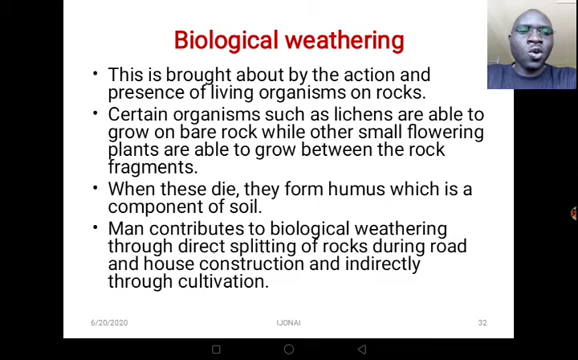 Biological weathering
• This is brought about by the action and
presence of living organisms on rocks.
• Certain organisms such as lichens are able to
grow on bare rock while other small flowering
plants are able to grow between the rock
fragments.
• When these die, they form humus which is a
component of soil.
• Man contributes to biological weathering
through direct splitting of rocks during road
and house construction and indirectly
through cultivation.
6/20/2020 IJONAI 32